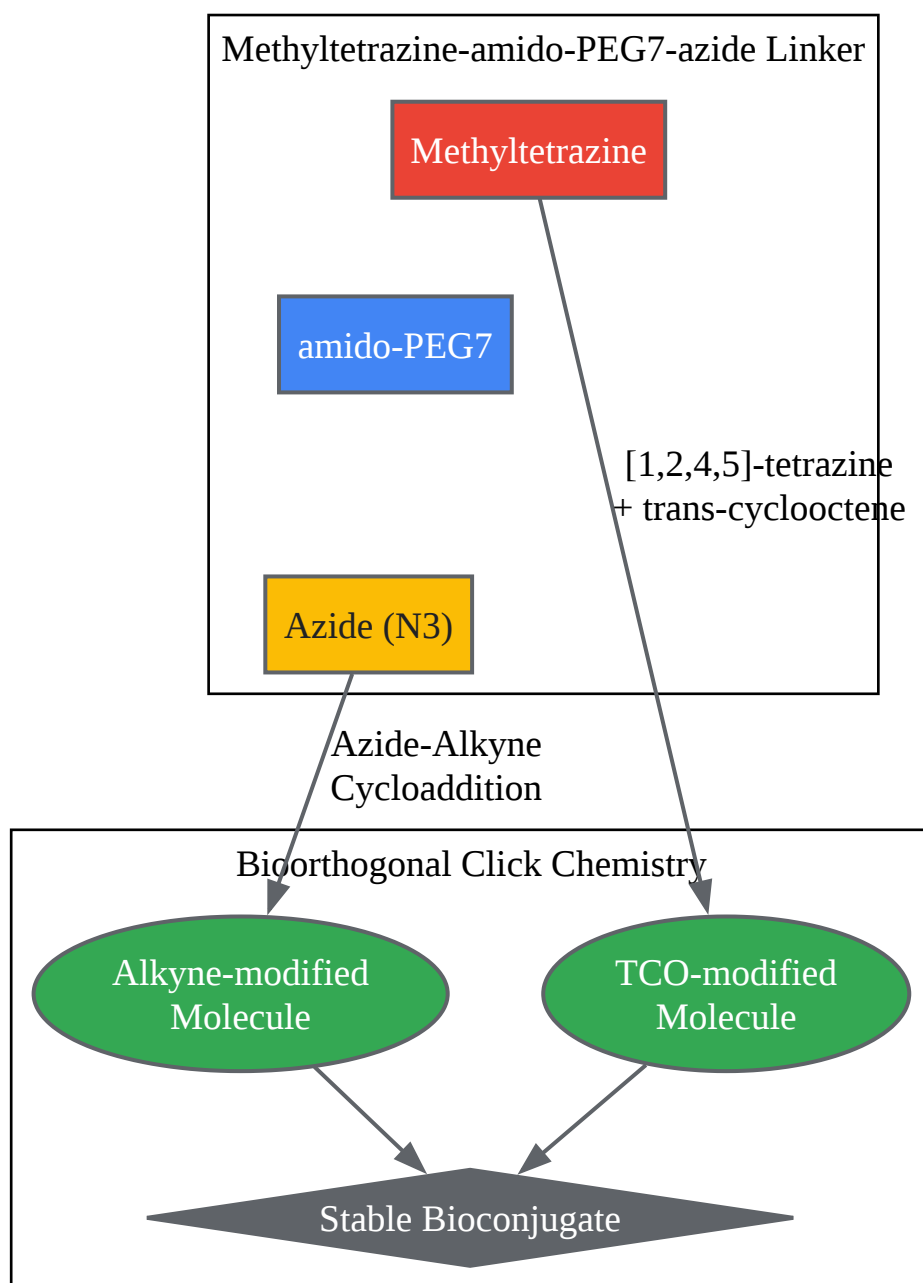 Methyltetrazine-amido-PEG7-azide Linker
Methyltetrazine
amido-PEG7
[1,2,4,5]-tetrazine
+ trans-cyclooctene
Azide (N3)
Azide-Alkyne
Cycloaddition
Bioorthogonal Click Chemistry
Alkyne-modified
Molecule
TCO-modified
Molecule
Stable Bioconjugate